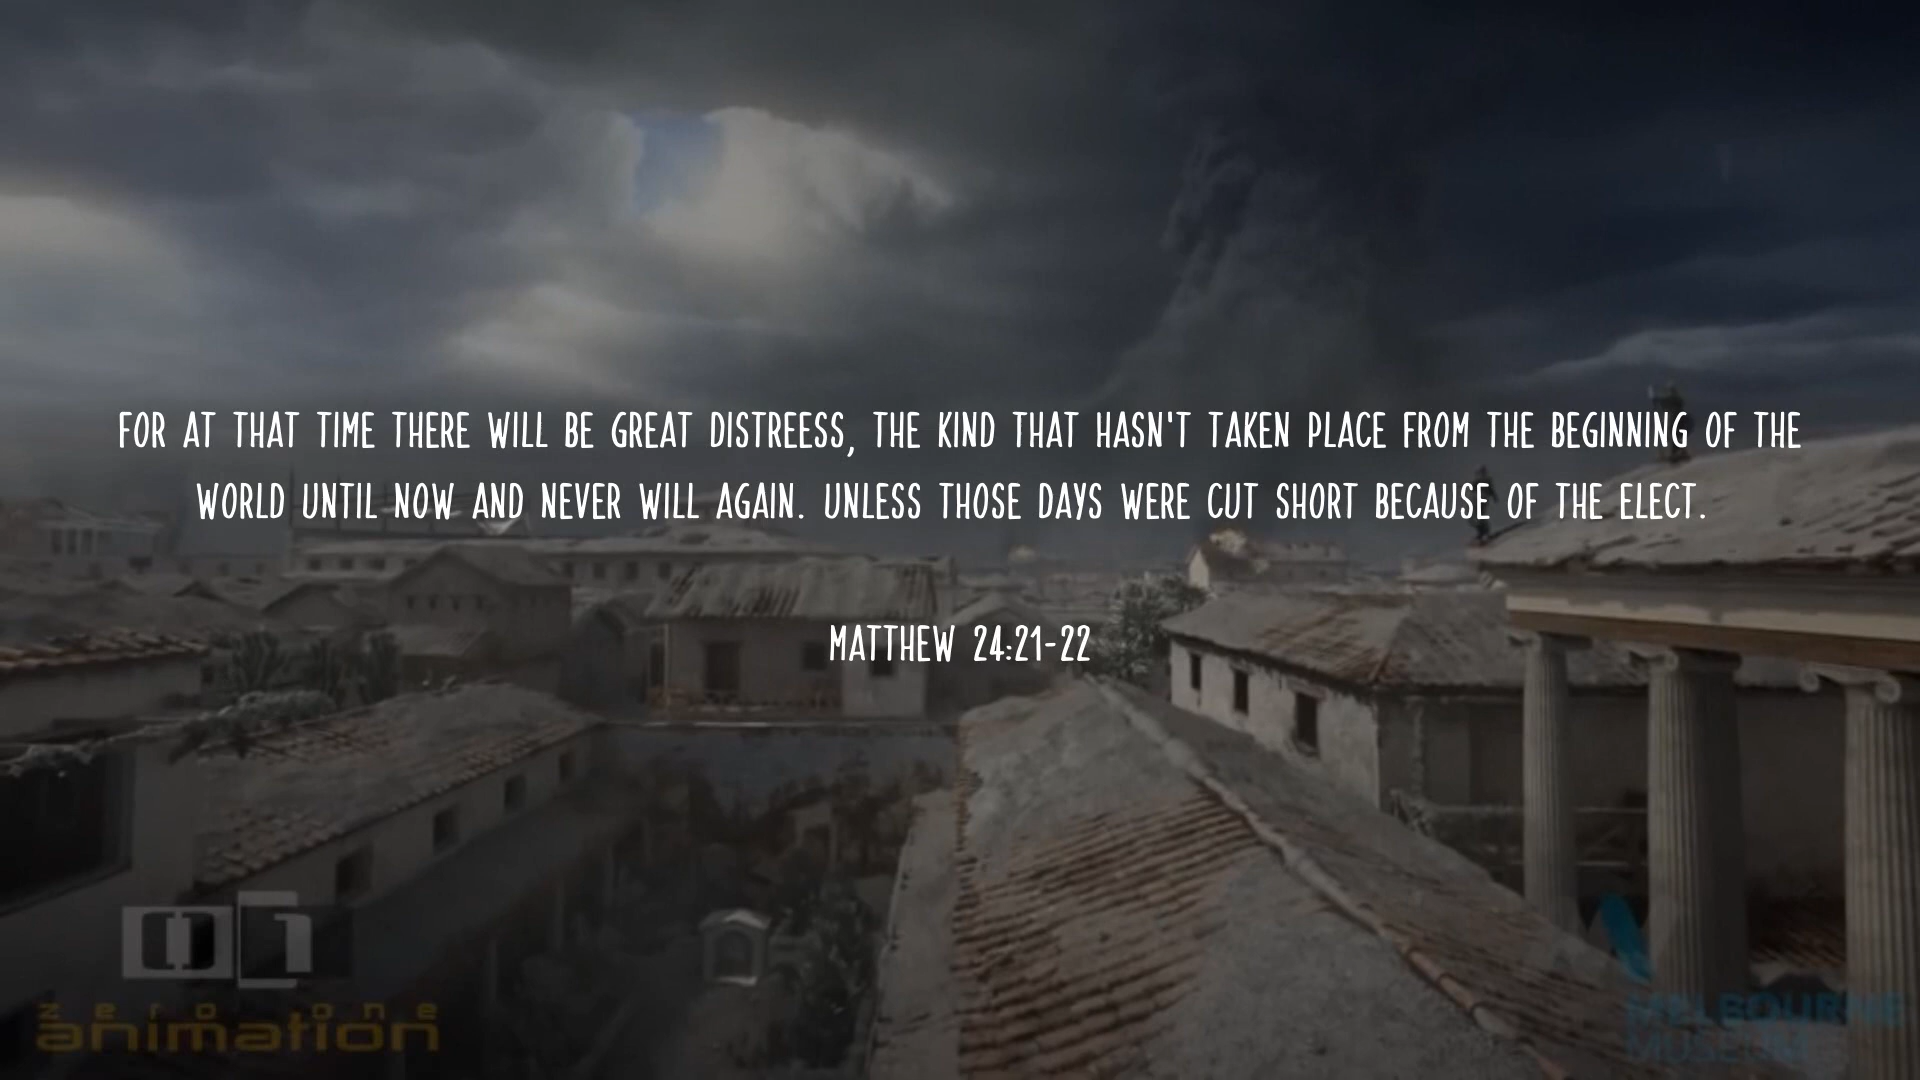 FOR AT THAT TIME THERE WILL BE GREAT DISTREESS, THE KIND THAT HASN'T TAKEN PLACE FROM THE BEGINNING OF THE
WORLD UNTIL NOW AND NEVER WILL AGAIN. UNLESS THOSE DAYS WERE CUT SHORT BECAUSE OF THE ELECT.
MATTHEW 24:21-22
01
zero one
animation
MELBOURNE
MUSEUM